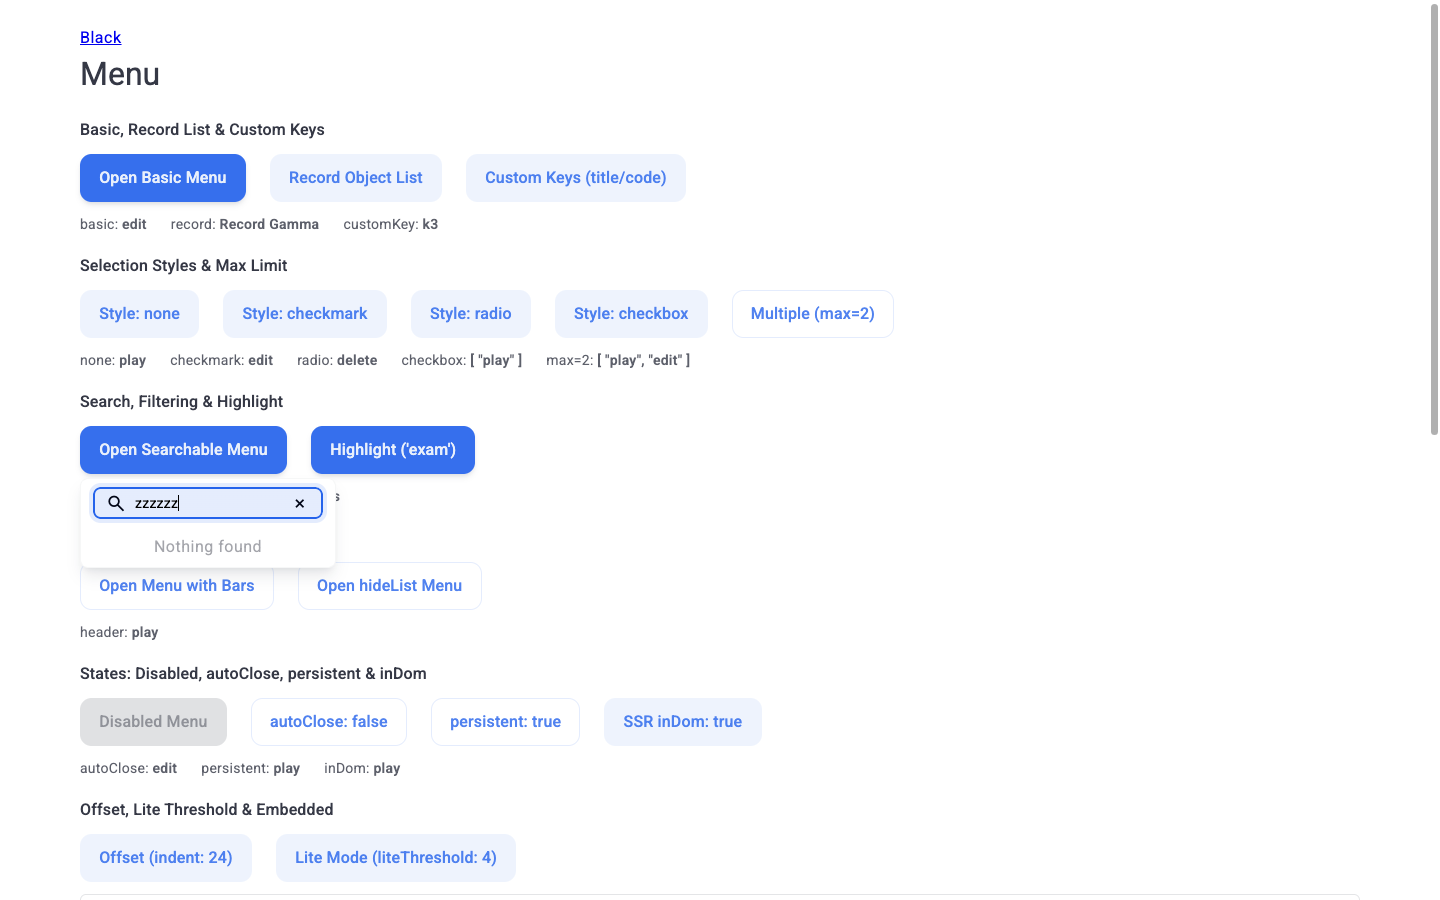 Black
Menu
Basic, Record List & Custom Keys
Open Basic Menu Record Object List Custom Keys (title/code)
basic: edit record: Record Gamma customKey: k3
Selection Styles & Max Limit
Style: none Style: checkmark Style: radio Style: checkbox Multiple (max=2)
none: play checkmark: edit radio: delete checkbox: [ "play" ] max=2: [ "play", "edit" ]
Search, Filtering & Highlight
Open Searchable Menu Highlight ('exam')
zzzzzz
Nothing found
Open Menu with Bars Open hideList Menu
header: play
States: Disabled, autoClose, persistent & inDom
Disabled Menu autoClose: false persistent: true SSR inDom: true
autoClose: edit persistent: play inDom: play
Offset, Lite Threshold & Embedded
Offset (indent: 24) Lite Mode (liteThreshold: 4)